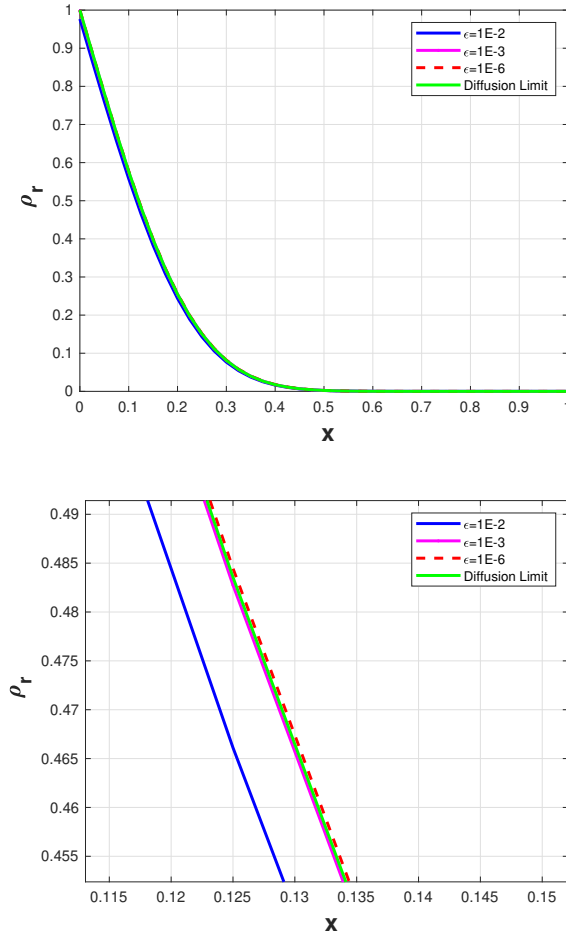 1
0.9
0.8
0.7
0.6
0.5
0.4
0.3
0.2
0.1
0
ρr
0 0.1 0.2 0.3 0.4 0.5 0.6 0.7 0.8 0.9 1
x
ϵ=1E-2
ϵ=1E-3
ϵ=1E-6
Diffusion Limit
0.49
0.485
0.48
0.475
0.47
0.465
0.46
0.455
ρr
0.115 0.12 0.125 0.13 0.135 0.14 0.145 0.15
x
ϵ=1E-2
ϵ=1E-3
ϵ=1E-6
Diffusion Limit